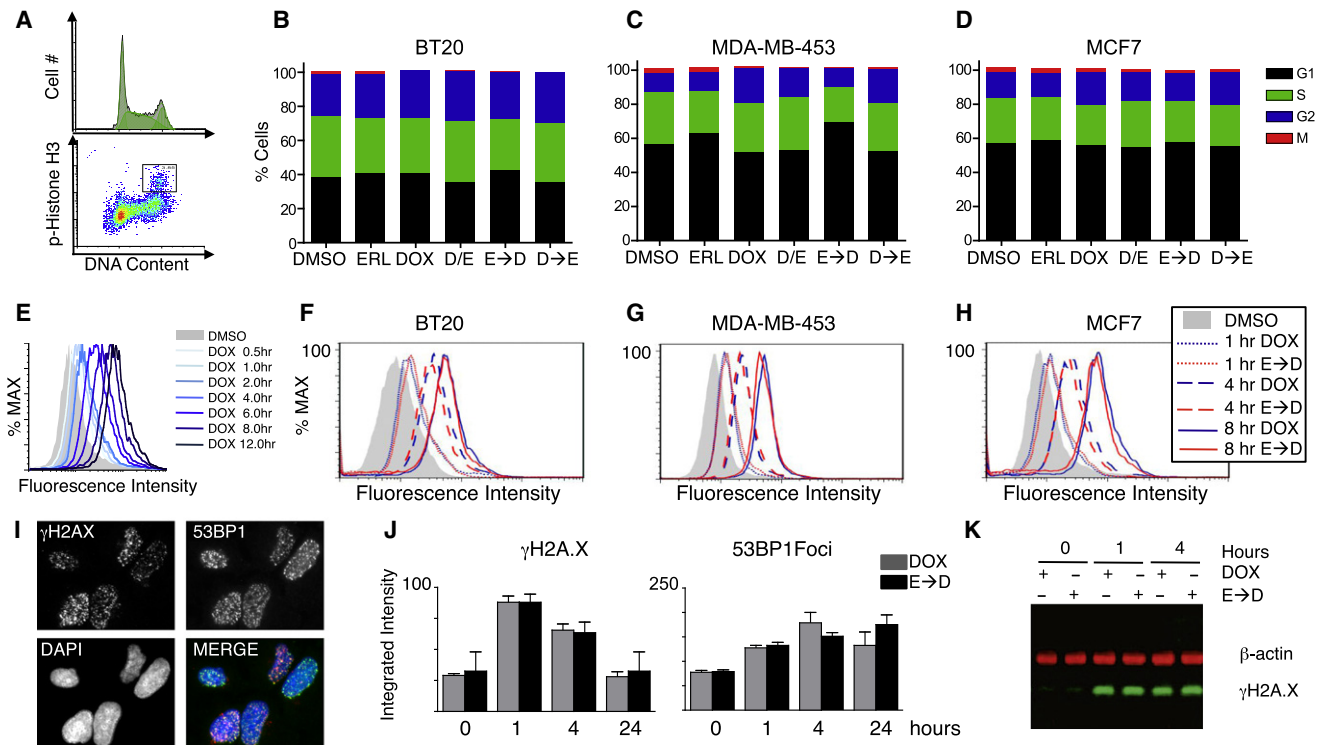 A
Cell #
p-Histone H3
DNA Content
B
BT20
% Cells
100
80
60
40
20
0
DMSO ERL DOX D/E E→D D→E
C
MDA-MB-453
100
80
60
40
20
0
DMSO ERL DOX D/E E→D D→E
D
MCF7
100
80
60
40
20
0
DMSO ERL DOX D/E E→D D→E
G1
S
G2
M
E
% MAX
Fluorescence Intensity
DMSO
DOX 0.5hr
DOX 1.0hr
DOX 2.0hr
DOX 4.0hr
DOX 6.0hr
DOX 8.0hr
DOX 12.0hr
F
BT20
100
% MAX
Fluorescence Intensity
G
MDA-MB-453
100
Fluorescence Intensity
H
MCF7
100
Fluorescence Intensity
DMSO
1 hr DOX
1 hr E→D
4 hr DOX
4 hr E→D
8 hr DOX
8 hr E→D
I
γH2AX
53BP1
DAPI
MERGE
J
γH2A.X
100
Integrated Intensity
0 1 4 24
53BP1Foci
250
0 1 4 24 hours
DOX
E→D
K
0 1 4 Hours
+ – + – + – DOX
– + – + – + E→D
β-actin
γH2A.X